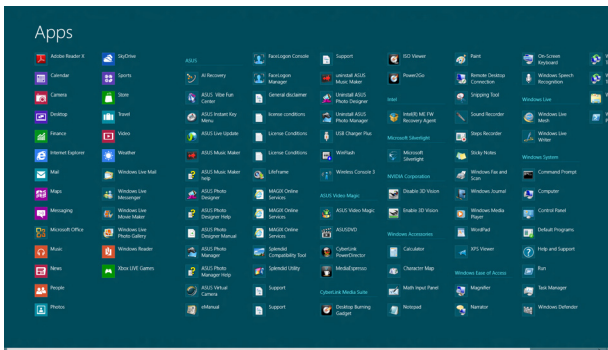 Apps
Adobe Reader X
Calendar
Camera
Desktop
Finance
Internet Explorer
Mail
Maps
Messaging
Microsoft Office
Music
News
People
Photos
SkyDrive
Sports
Store
Travel
Video
Weather
Windows Live Mail
Windows Live
Messenger
Windows Live
Movie Maker
Windows Live
Photo Gallery
Windows Reader
Xbox LIVE Games
ASUS
AI Recovery
ASUS Vibe Fun
Center
ASUS Instant Key
Menu
ASUS Live Update
ASUS Music Maker
ASUS Music Maker
help
ASUS Photo
Designer
ASUS Photo
Designer Help
ASUS Photo
Designer Manual
ASUS Photo
Manager
ASUS Photo
Manager Help
ASUS Virtual
Camera
eManual
FaceLogon Console
FaceLogon
Manager
General disclaimer
license conditions
License Conditions
License Conditions
LifeFrame
MAGIX Online
Services
MAGIX Online
Services
Splendid
Compatibility Tool
Splendid Utility
Support
Support
Support
uninstall ASUS
Music Maker
Uninstall ASUS
Photo Designer
Uninstall ASUS
Photo Manager
USB Charger Plus
WinFlash
Wireless Console 3
ASUS Video Magic
ASUS Video Magic
ASUSDVD
CyberLink
PowerDirector
MediaEspresso
CyberLink Media Suite
Desktop Burning
Gadget
ISO Viewer
Power2Go
Intel
Intel(R) ME FW
Recovery Agent
Microsoft Silverlight
Microsoft
Silverlight
NVIDIA Corporation
Disable 3D Vision
Enable 3D Vision
Windows Accessories
Calculator
Character Map
Math Input Panel
Notepad
Paint
Remote Desktop
Connection
Snipping Tool
Sound Recorder
Steps Recorder
Sticky Notes
Windows Fax and
Scan
Windows Journal
Windows Media
Player
WordPad
XPS Viewer
Windows Ease of Access
Magnifier
Narrator
On-Screen
Keyboard
Windows Speech
Recognition
Windows Live
Windows Live
Mesh
Windows Live
Writer
Windows System
Command Prompt
Computer
Control Panel
Default Programs
Help and Support
Run
Task Manager
Windows Defender